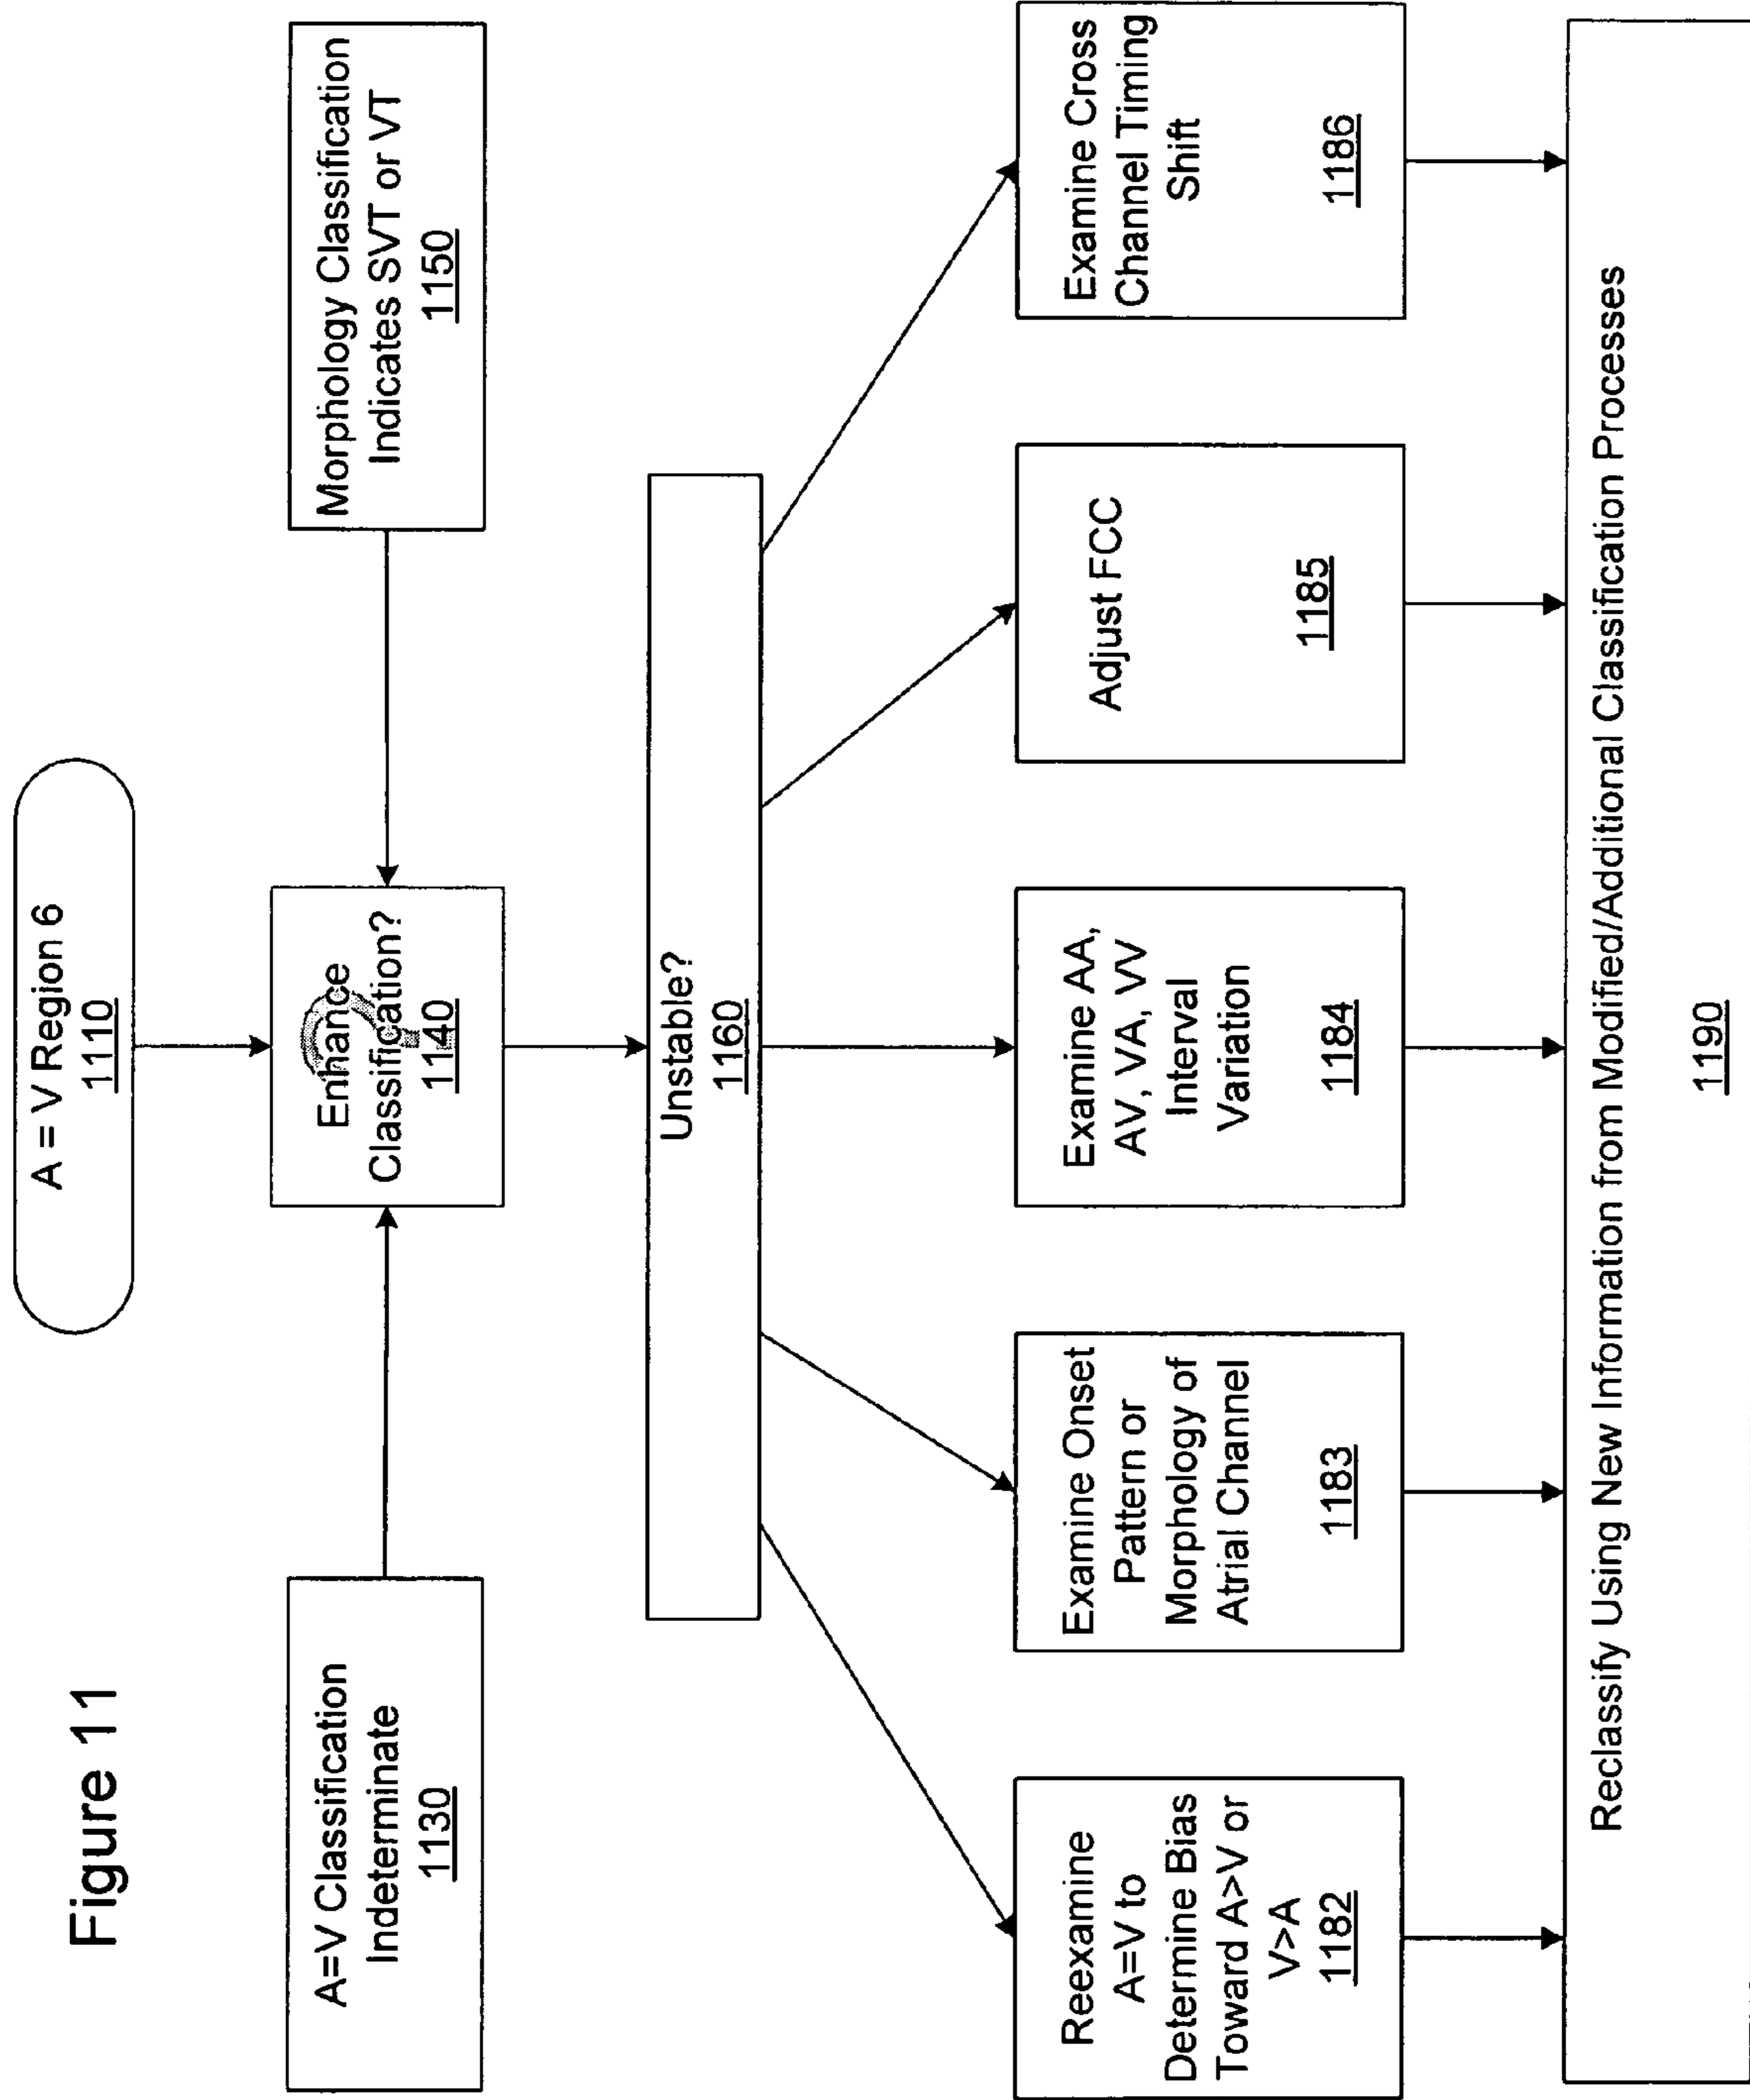 Figure 11
A = V Region 6
1110
A=V Classification
Indeterminate
1130
Enhance
Classification?
1140
Morphology Classification
Indicates SVT or VT
1150
Unstable?
1160
Reexamine
A=V to
Determine Bias
Toward A>V or
V>A
1182
Examine Onset
Pattern or
Morphology of
Atrial Channel
1183
Examine AA,
AV, VA, VV
Interval
Variation
1184
Adjust FCC
1185
Examine Cross
Channel Timing
Shift
1186
Reclassify Using New Information from Modified/Additional Classification Processes
1190